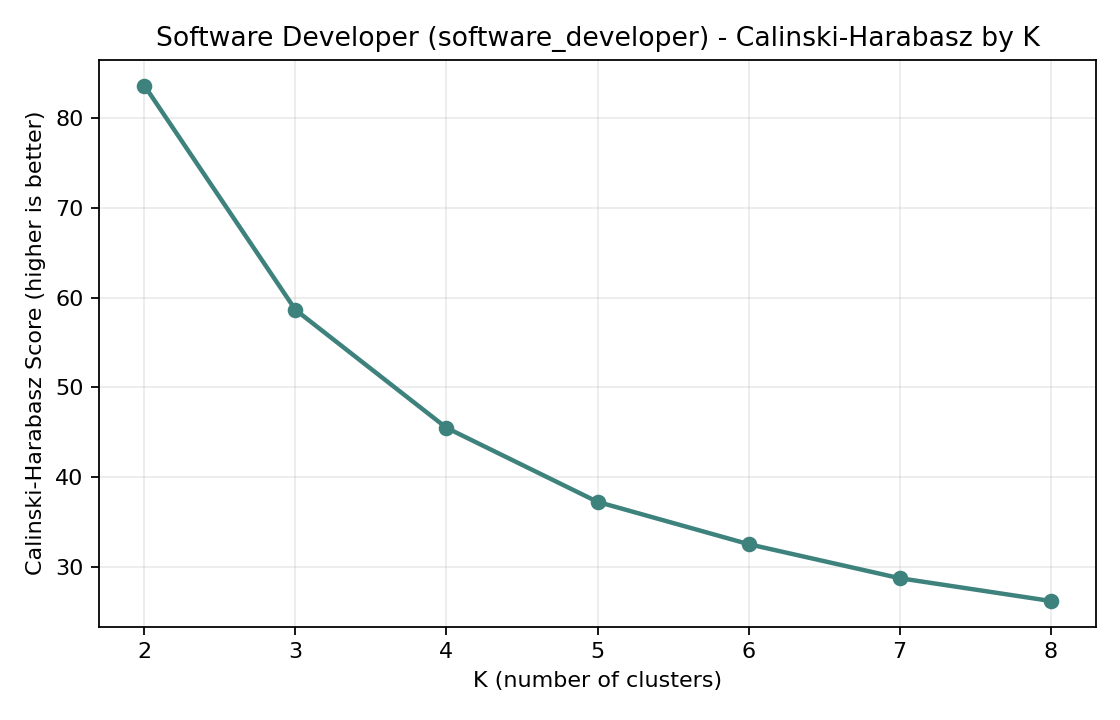 Software Developer (software_developer) - Calinski-Harabasz by K
Calinski-Harabasz Score (higher is better)
80
70
60
50
40
30
2 3 4 5 6 7 8
K (number of clusters)